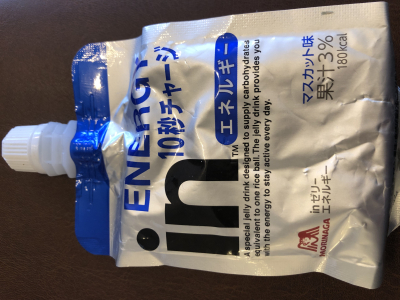 ENERGY
10秒チャージ
in™
エネルギー
A special jelly drink designed to supply carbohydrates
equivalent to one rice ball. The jelly drink provides you
with the energy to stay active every day.
マスカット味
果汁3%
180kcal
inゼリー
エネルギー
MORINAGA